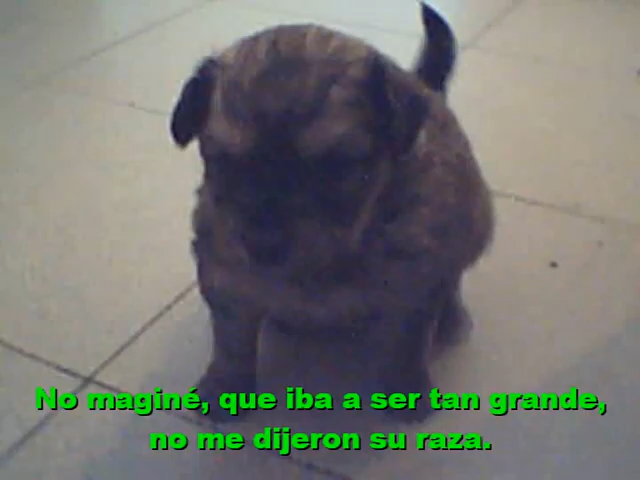 No maginé, que iba a ser tan grande,
no me dijeron su raza.